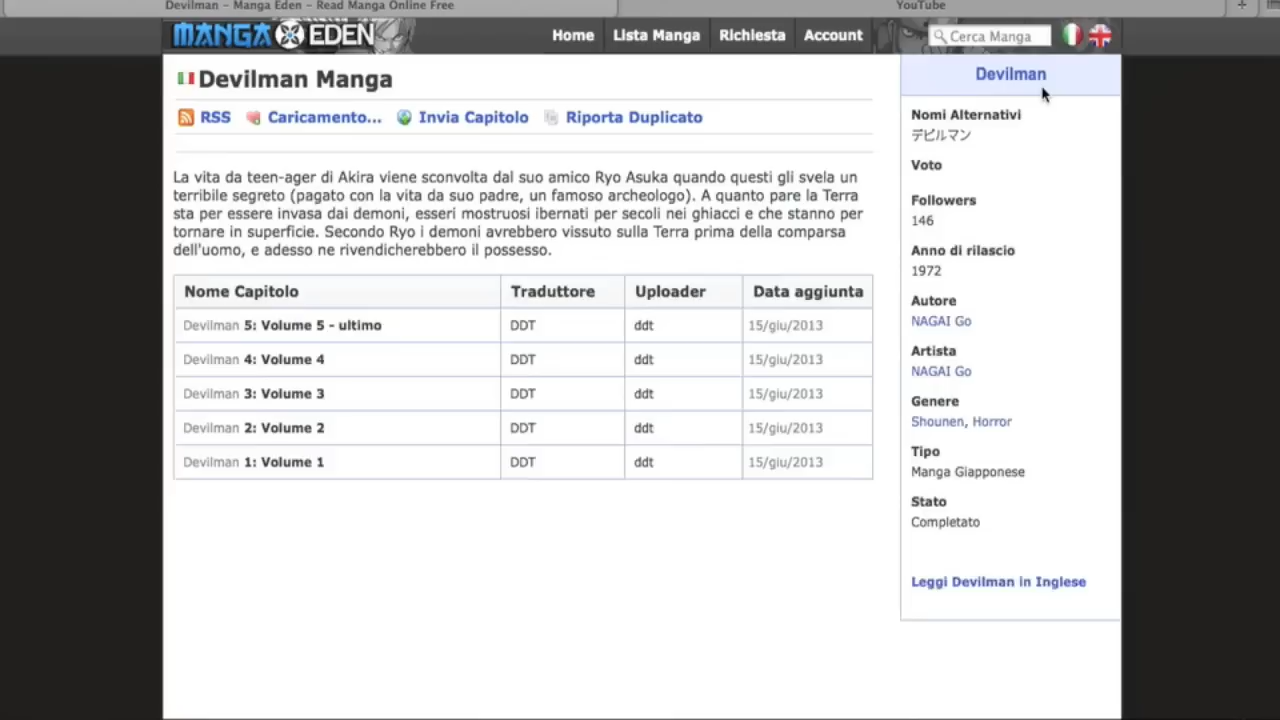 Devilman – Manga Eden – Read Manga Online Free
YouTube
+
MANGA EDEN
Home
Lista Manga
Richiesta
Account
Cerca Manga
Devilman Manga
RSS
Caricamento...
Invia Capitolo
Riporta Duplicato
La vita da teen-ager di Akira viene sconvolta dal suo amico Ryo Asuka quando questi gli svela un
terribile segreto (pagato con la vita da suo padre, un famoso archeologo). A quanto pare la Terra
sta per essere invasa dai demoni, esseri mostruosi ibernati per secoli nei ghiacci e che stanno per
tornare in superficie. Secondo Ryo i demoni avrebbero vissuto sulla Terra prima della comparsa
dell'uomo, e adesso ne rivendicherebbero il possesso.
Nome Capitolo Traduttore Uploader Data aggiunta
Devilman 5: Volume 5 - ultimo DDT ddt 15/giu/2013
Devilman 4: Volume 4 DDT ddt 15/giu/2013
Devilman 3: Volume 3 DDT ddt 15/giu/2013
Devilman 2: Volume 2 DDT ddt 15/giu/2013
Devilman 1: Volume 1 DDT ddt 15/giu/2013
Devilman
Nomi Alternativi
デビルマン
Voto
Followers
146
Anno di rilascio
1972
Autore
NAGAI Go
Artista
NAGAI Go
Genere
Shounen, Horror
Tipo
Manga Giapponese
Stato
Completato
Leggi Devilman in Inglese